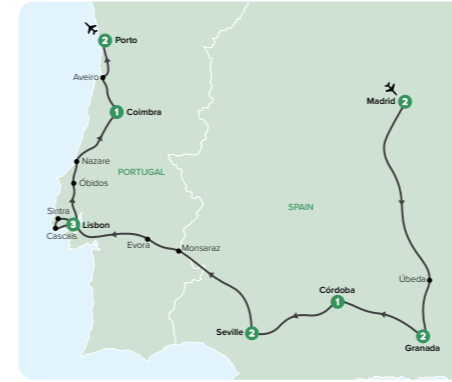 2 Porto
Aveiro
1 Coimbra
Madrid 2
Nazare
PORTUGAL
Óbidos
SPAIN
Sintra
3 Lisbon
Cascais
Evora
Monsaraz
Úbeda
Córdoba
1
Seville 2
2
Granada